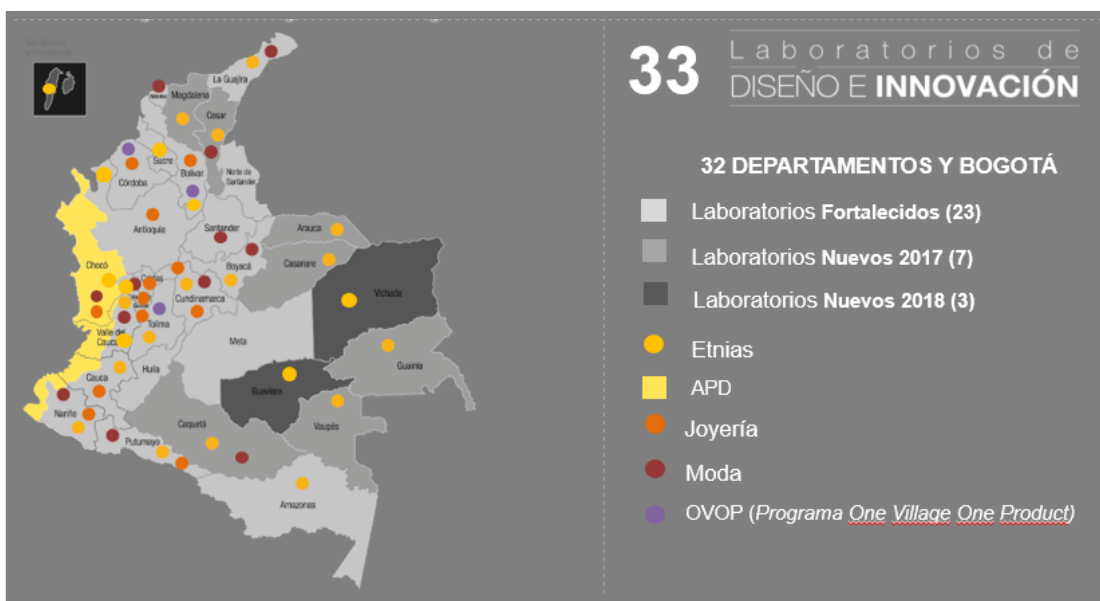 La Guajira
Magdalena
Cesar
Sucre
Córdoba
Bolívar
Norte de
Santander
Antioquia
Santander
Arauca
Chocó
Boyacá
Casanare
Cundinamarca
Vichada
Tolima
Valle del
Cauca
Meta
Guainía
Huila
Cauca
Guaviare
Nariño
Caquetá
Vaupés
Putumayo
Amazonas
33 Laboratorios de
DISEÑO E INNOVACIÓN
32 DEPARTAMENTOS Y BOGOTÁ
Laboratorios Fortalecidos (23)
Laboratorios Nuevos 2017 (7)
Laboratorios Nuevos 2018 (3)
Etnias
APD
Joyería
Moda
OVOP (Programa One Village One Product)